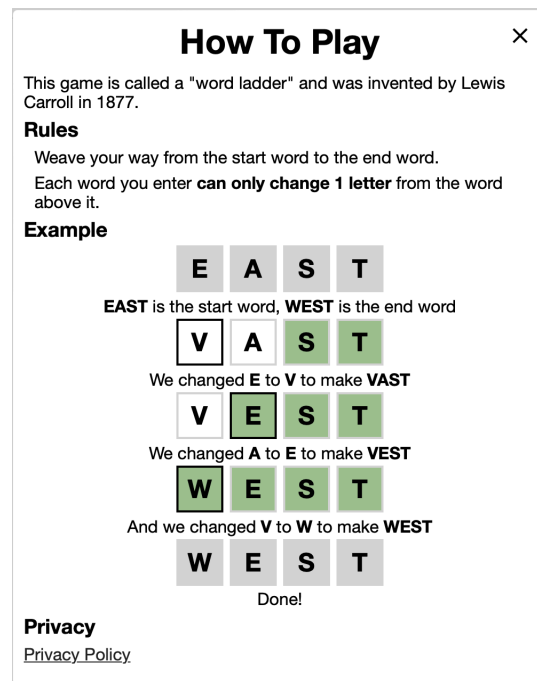 How To Play
×
This game is called a "word ladder" and was invented by Lewis
Carroll in 1877.
Rules
Weave your way from the start word to the end word.
Each word you enter can only change 1 letter from the word
above it.
Example
E A S T
EAST is the start word, WEST is the end word
V A S T
We changed E to V to make VAST
V E S T
We changed A to E to make VEST
W E S T
And we changed V to W to make WEST
W E S T
Done!
Privacy
Privacy Policy